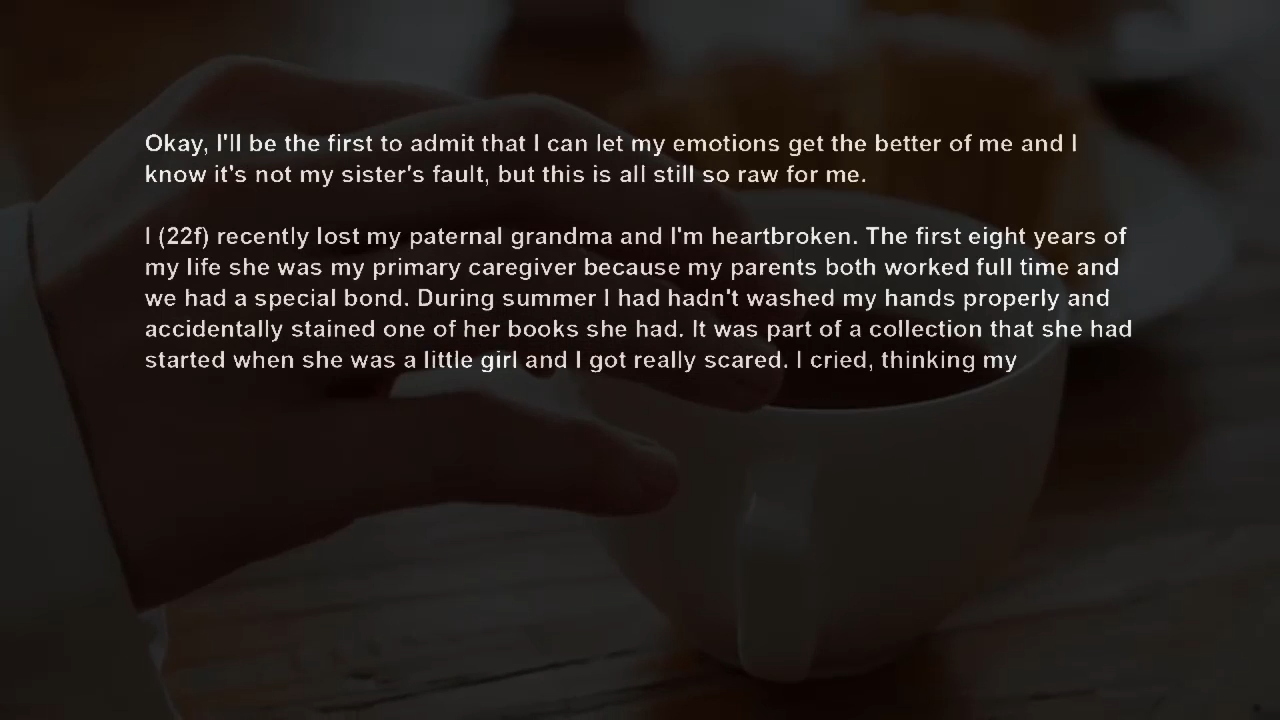 Okay, I'll be the first to admit that I can let my emotions get the better of me and I
know it's not my sister's fault, but this is all still so raw for me.
I (22f) recently lost my paternal grandma and I'm heartbroken. The first eight years of
my life she was my primary caregiver because my parents both worked full time and
we had a special bond. During summer I had hadn't washed my hands properly and
accidentally stained one of her books she had. It was part of a collection that she had
started when she was a little girl and I got really scared. I cried, thinking my